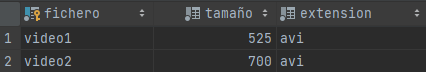 fichero tamaño extension
1 video1 525 avi
2 video2 700 avi